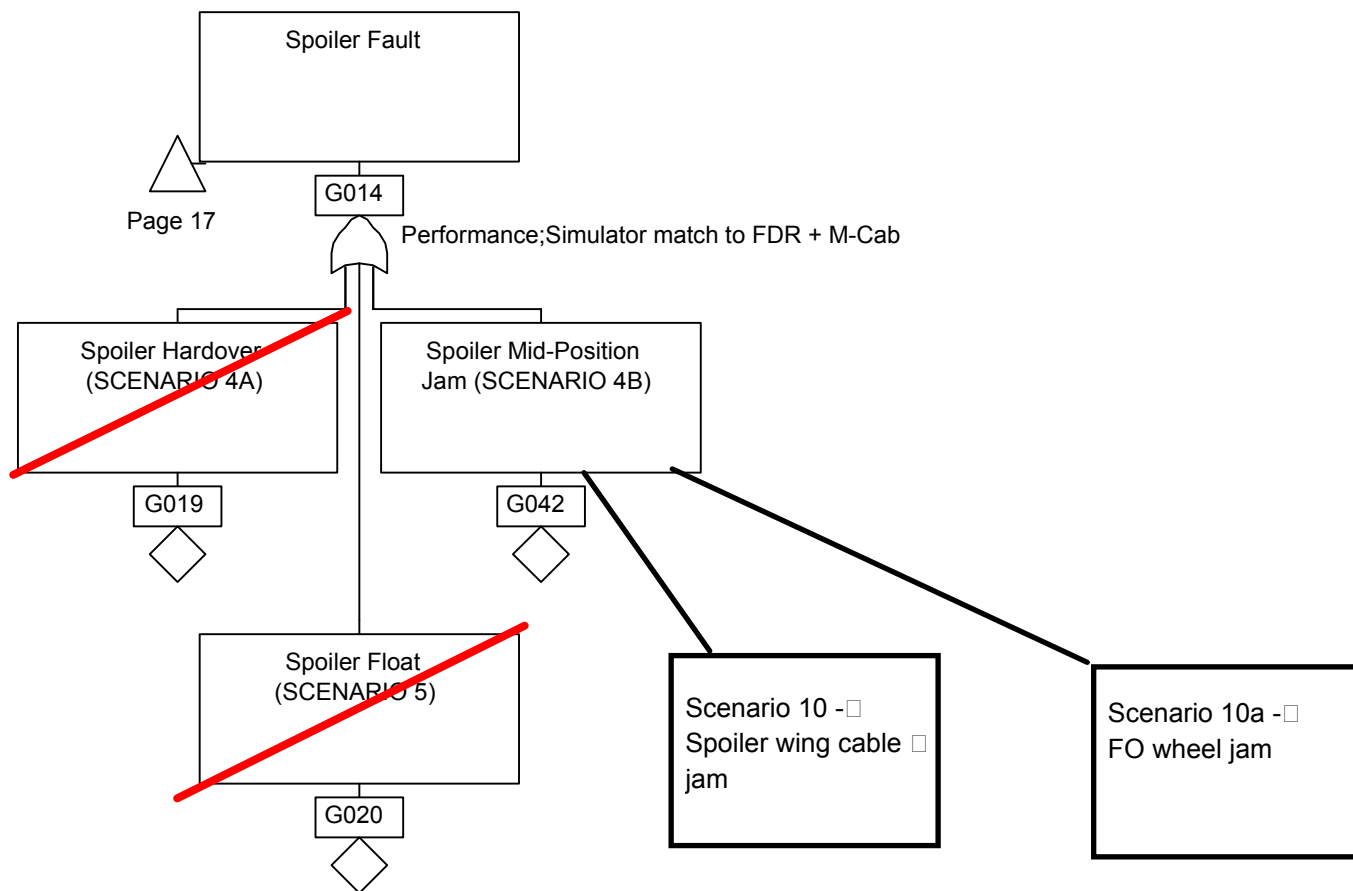 Spoiler Fault
G014
Page 17
Performance;Simulator match to FDR + M-Cab
Spoiler Hardover
(SCENARIO 4A)
Spoiler Mid-Position
Jam (SCENARIO 4B)
G019
G042
Spoiler Float
(SCENARIO 5)
G020
Scenario 10 -□
Spoiler wing cable □
jam
Scenario 10a -□
FO wheel jam